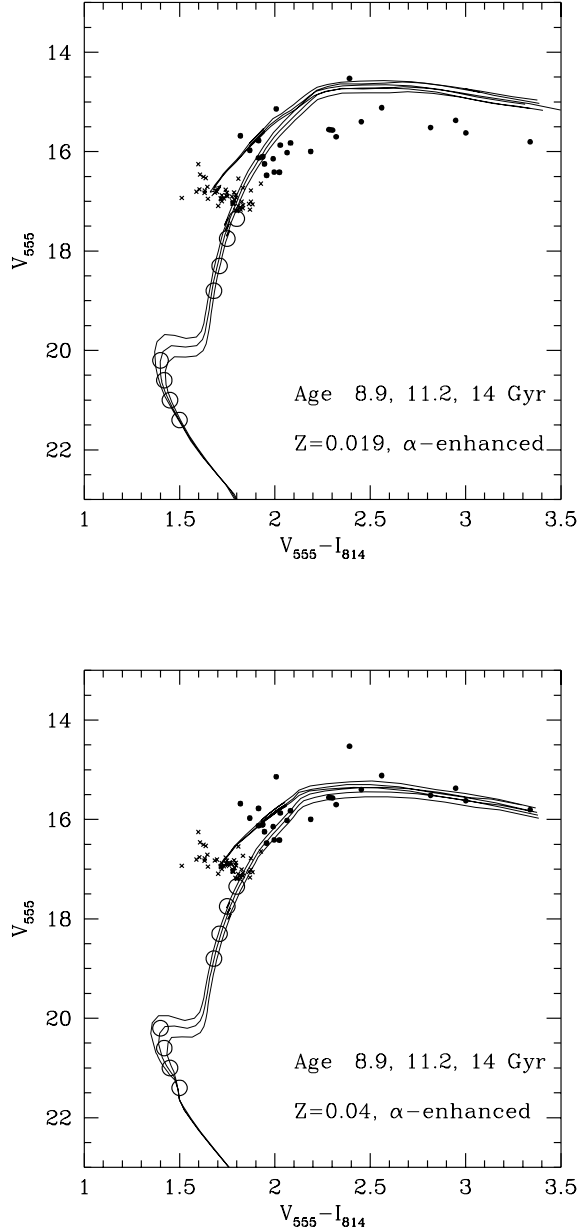 14
16
18
20
22
V₅₅₅
Age 8.9, 11.2, 14 Gyr
Z=0.019, α−enhanced
1 1.5 2 2.5 3 3.5
V₅₅₅−I₈₁₄
14
16
18
20
22
V₅₅₅
Age 8.9, 11.2, 14 Gyr
Z=0.04, α−enhanced
1 1.5 2 2.5 3 3.5
V₅₅₅−I₈₁₄